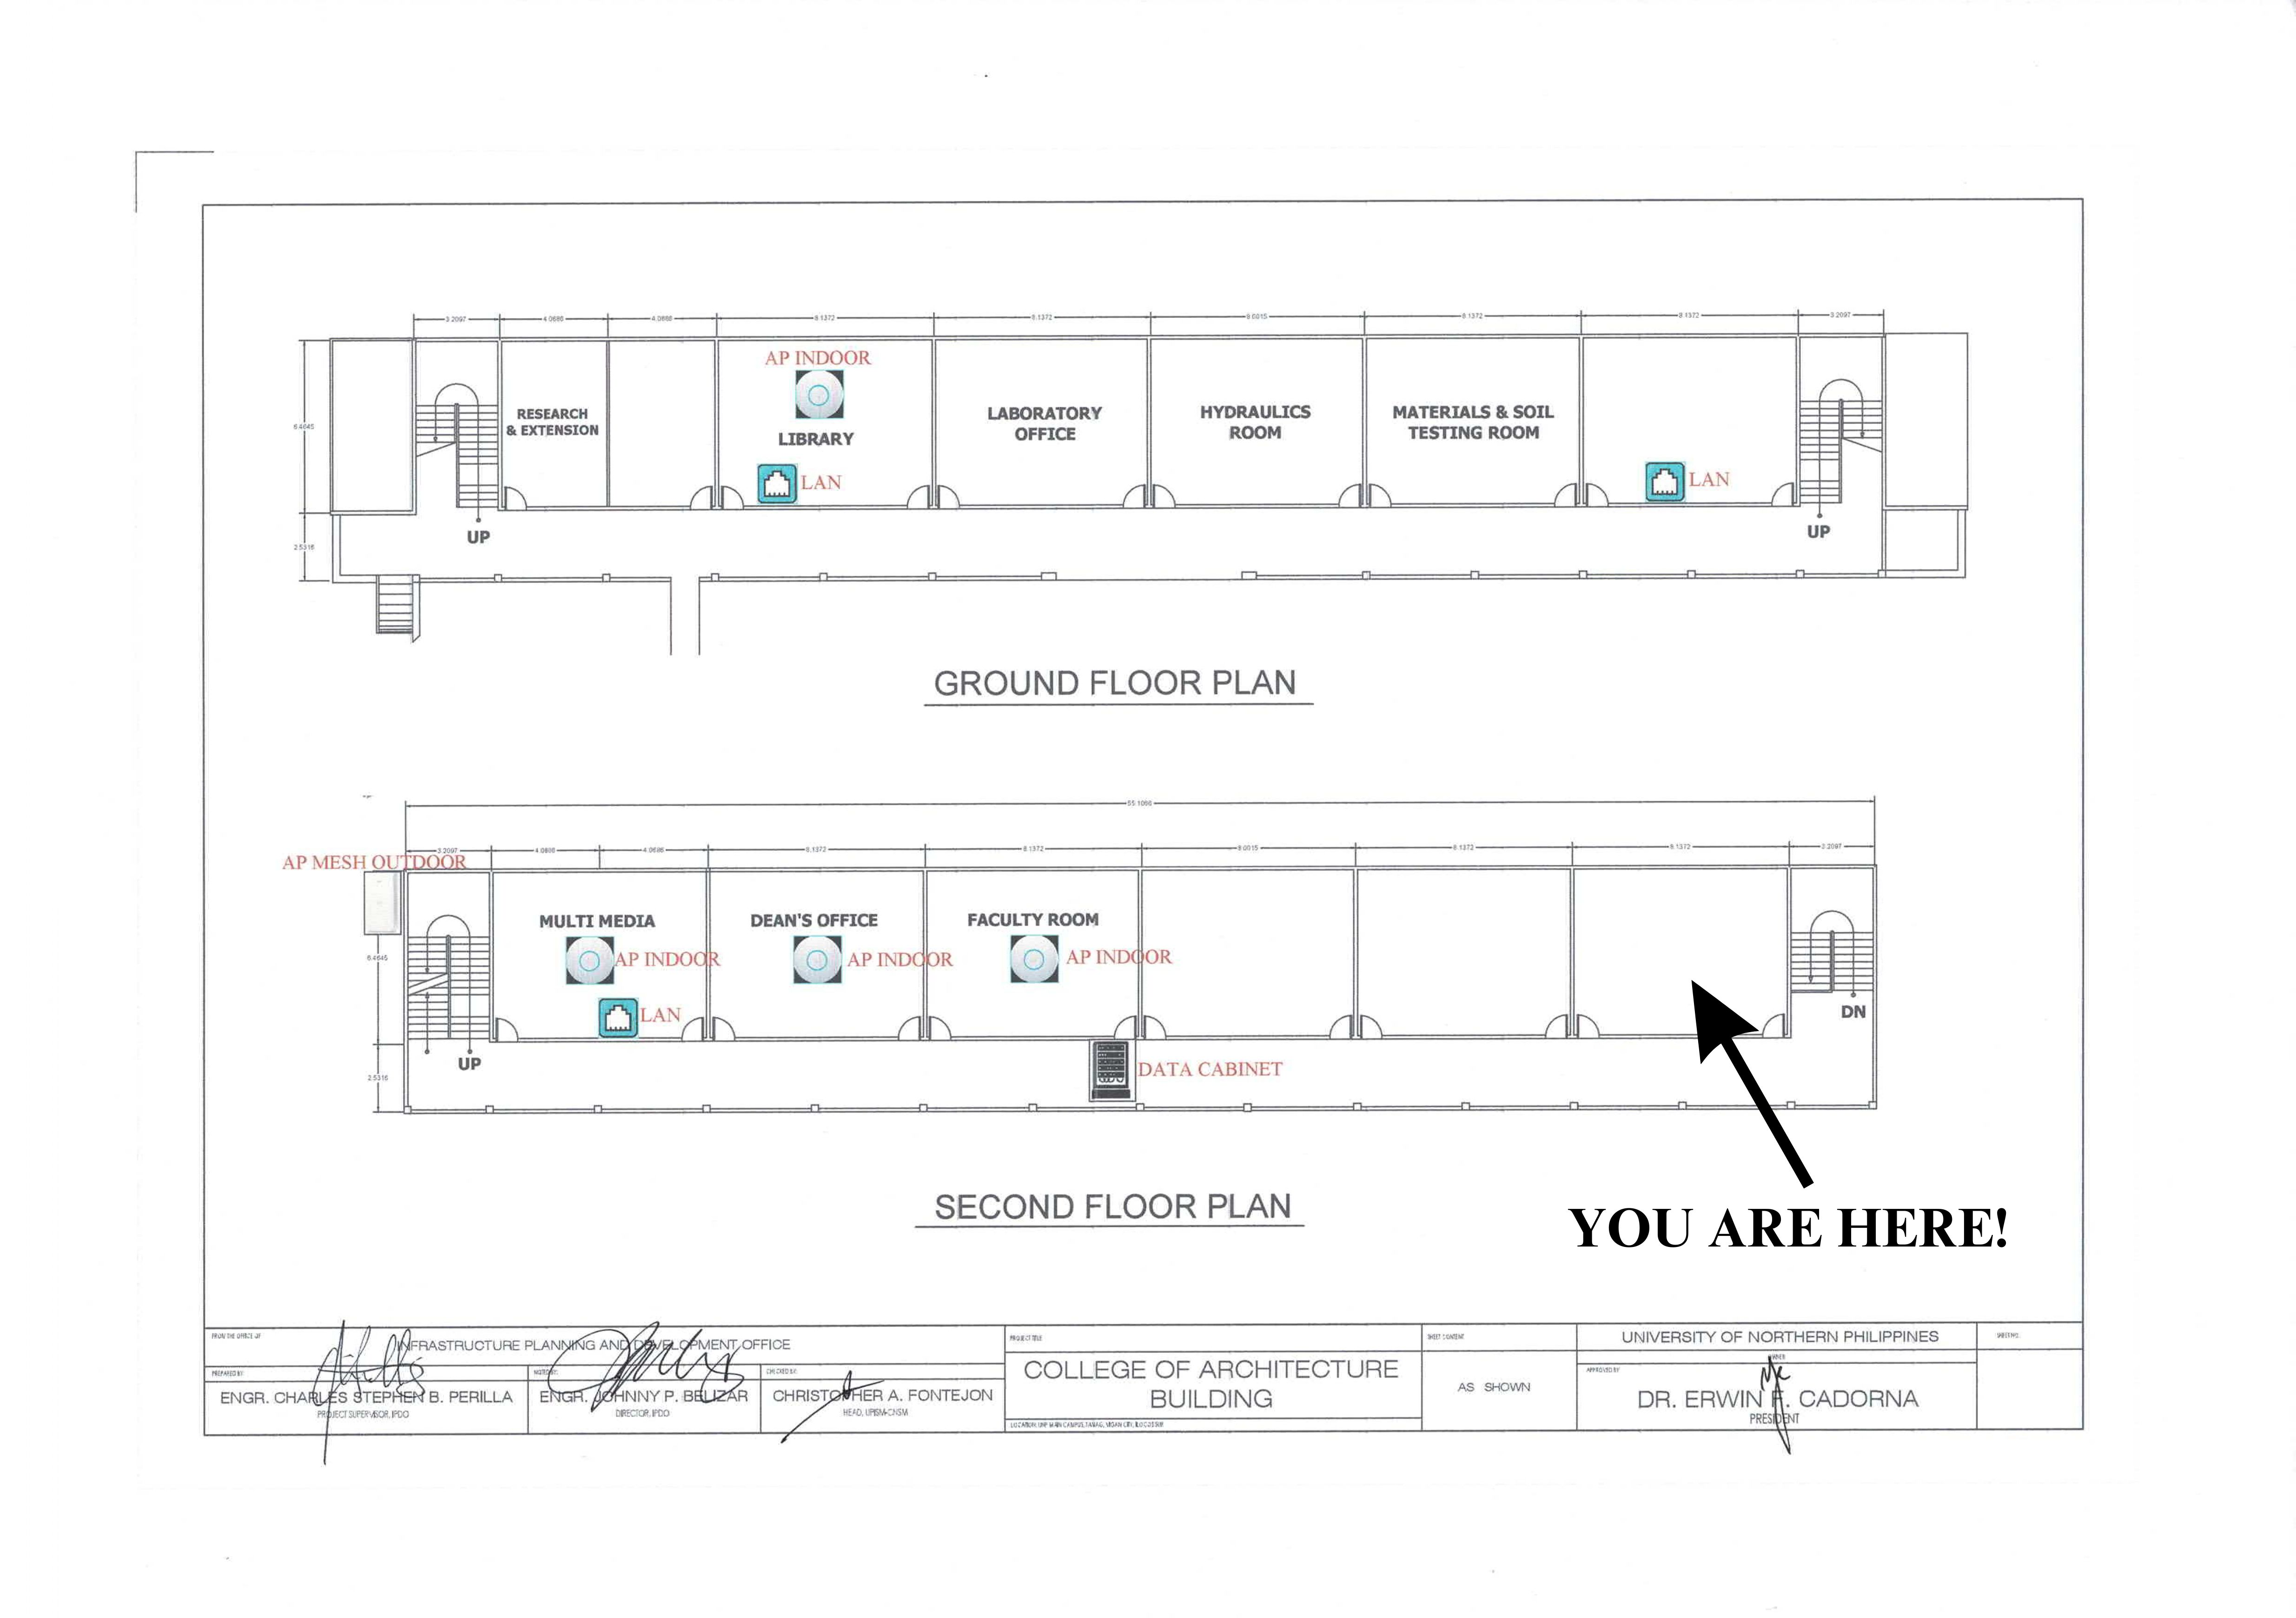 3.2097 4.0686 4.0686 8.1372 8.1372 8.0015 8.1372 8.1372 3.2097
AP INDOOR
6.4645
RESEARCH
& EXTENSION
LIBRARY
LABORATORY
OFFICE
HYDRAULICS
ROOM
MATERIALS & SOIL
TESTING ROOM
LAN
LAN
UP
UP
2.5316
GROUND FLOOR PLAN
55.1006
3.2097 4.0686 4.0686 8.1372 8.1372 8.0015 8.1372 8.1372 3.2097
AP MESH OUTDOOR
MULTI MEDIA
DEAN'S OFFICE
FACULTY ROOM
AP INDOOR
AP INDOOR
AP INDOOR
6.4645
LAN
DN
UP
2.5316
DATA CABINET
SECOND FLOOR PLAN
YOU ARE HERE!
FROM THE OFFICE OF
INFRASTRUCTURE PLANNING AND DEVELOPMENT OFFICE
PREPARED BY:
ENGR. CHARLES STEPHEN B. PERILLA
PROJECT SUPERVISOR, IPDO
NOTED BY:
ENGR. JOHNNY P. BELIZAR
DIRECTOR, IPDO
CHECKED BY:
CHRISTOPHER A. FONTEJON
HEAD, UPISM-CNSM
PROJECT TITLE
COLLEGE OF ARCHITECTURE
BUILDING
LOCATION: UNP MAIN CAMPUS, TAMAG, VIGAN CITY, ILOCOS SUR
SHEET CONTENT
AS SHOWN
UNIVERSITY OF NORTHERN PHILIPPINES
OWNER
APPROVED BY
DR. ERWIN F. CADORNA
PRESIDENT
SHEET NO.